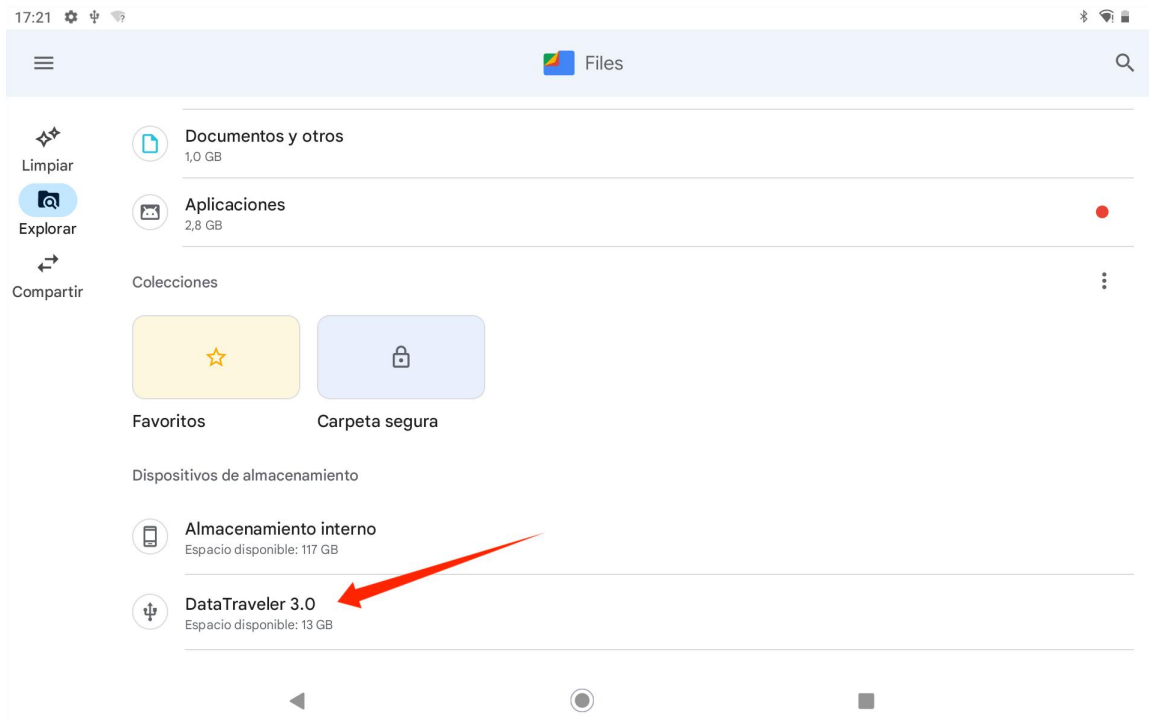 17:21
Files
Limpiar
Explorar
Compartir
Documentos y otros
1,0 GB
Aplicaciones
2,8 GB
Colecciones
Favoritos
Carpeta segura
Dispositivos de almacenamiento
Almacenamiento interno
Espacio disponible: 117 GB
DataTraveler 3.0
Espacio disponible: 13 GB